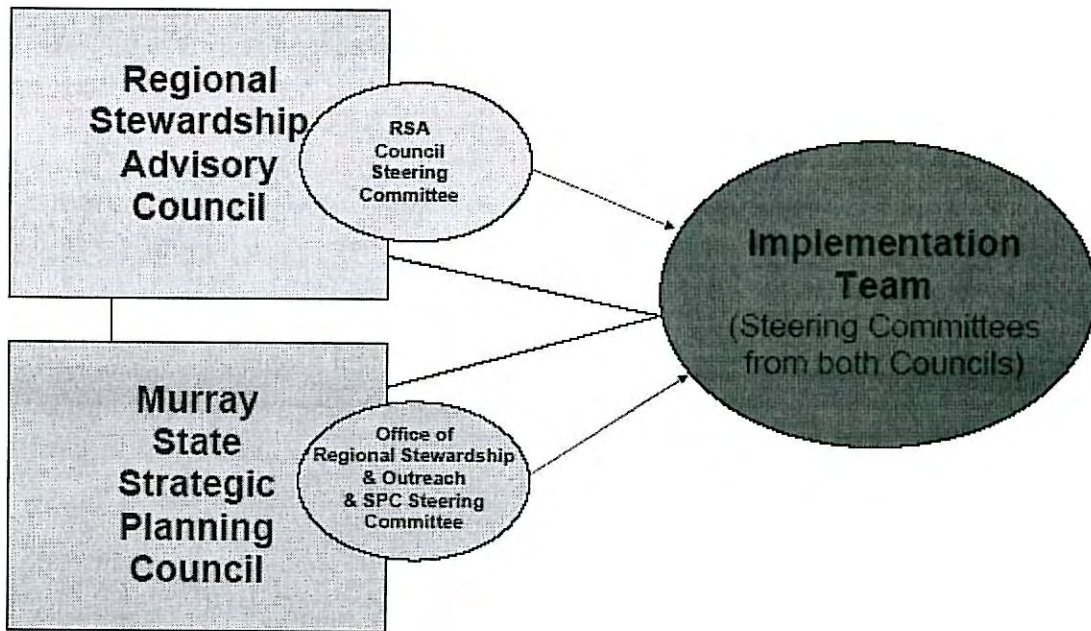 Regional
Stewardship
Advisory
Council
RSA
Council
Steering
Committee
Implementation
Team
(Steering Committees
from both Councils)
Murray
State
Strategic
Planning
Council
Office of
Regional Stewardship
& Outreach
& SPC Steering
Committee